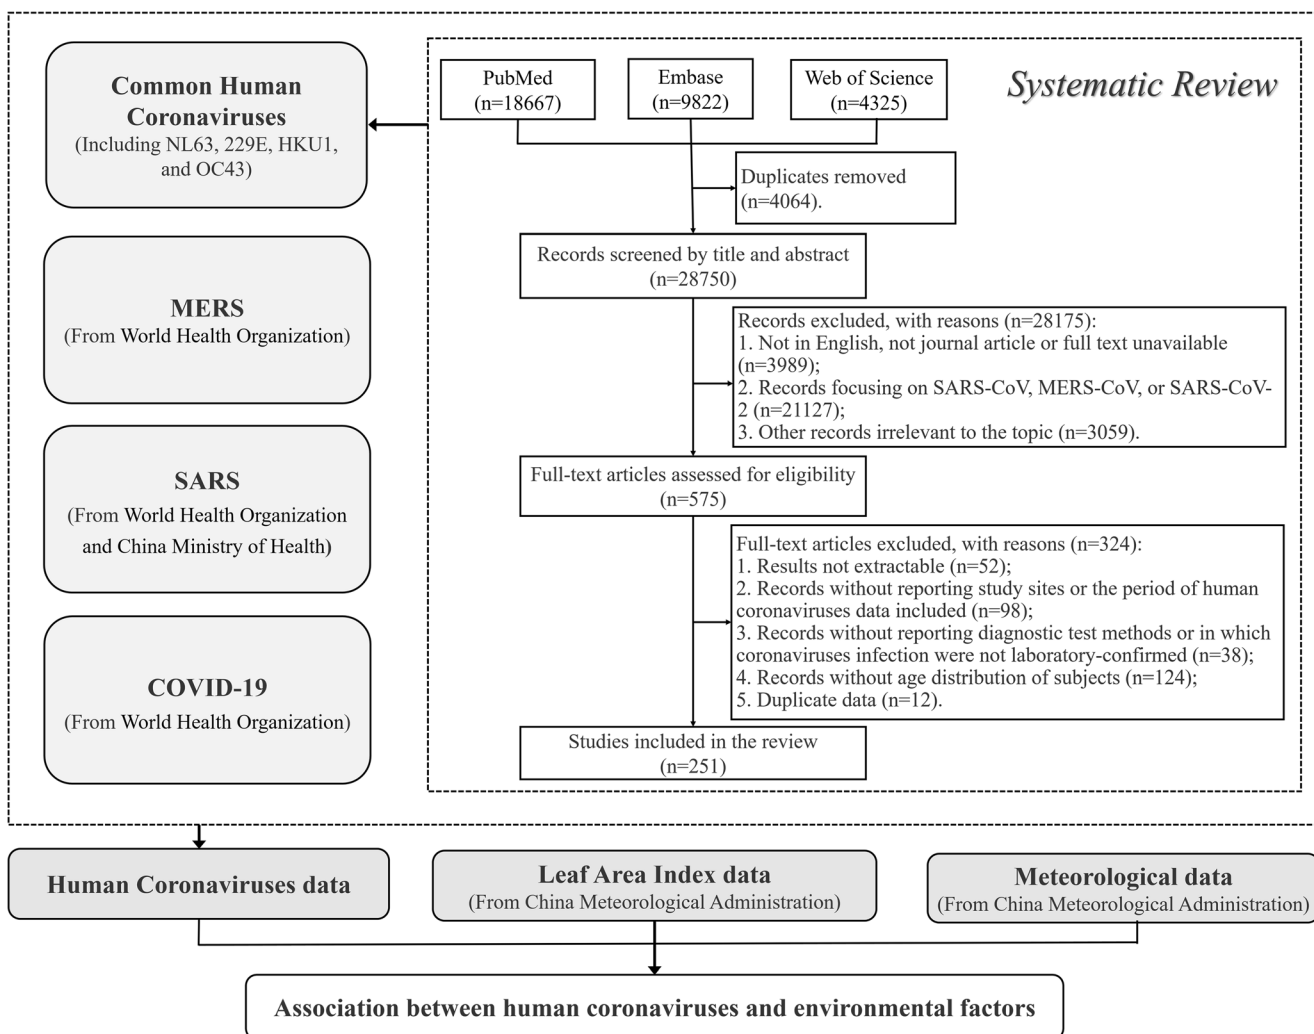 Common Human
Coronaviruses
(Including NL63, 229E, HKU1,
and OC43)
MERS
(From World Health Organization)
SARS
(From World Health Organization
and China Ministry of Health)
COVID-19
(From World Health Organization)
Systematic Review
PubMed
(n=18667)
Embase
(n=9822)
Web of Science
(n=4325)
Duplicates removed
(n=4064).
Records screened by title and abstract
(n=28750)
Records excluded, with reasons (n=28175):
1. Not in English, not journal article or full text unavailable
(n=3989);
2. Records focusing on SARS-CoV, MERS-CoV, or SARS-CoV-
2 (n=21127);
3. Other records irrelevant to the topic (n=3059).
Full-text articles assessed for eligibility
(n=575)
Full-text articles excluded, with reasons (n=324):
1. Results not extractable (n=52);
2. Records without reporting study sites or the period of human
coronaviruses data included (n=98);
3. Records without reporting diagnostic test methods or in which
coronaviruses infection were not laboratory-confirmed (n=38);
4. Records without age distribution of subjects (n=124);
5. Duplicate data (n=12).
Studies included in the review
(n=251)
Human Coronaviruses data
Leaf Area Index data
(From China Meteorological Administration)
Meteorological data
(From China Meteorological Administration)
Association between human coronaviruses and environmental factors